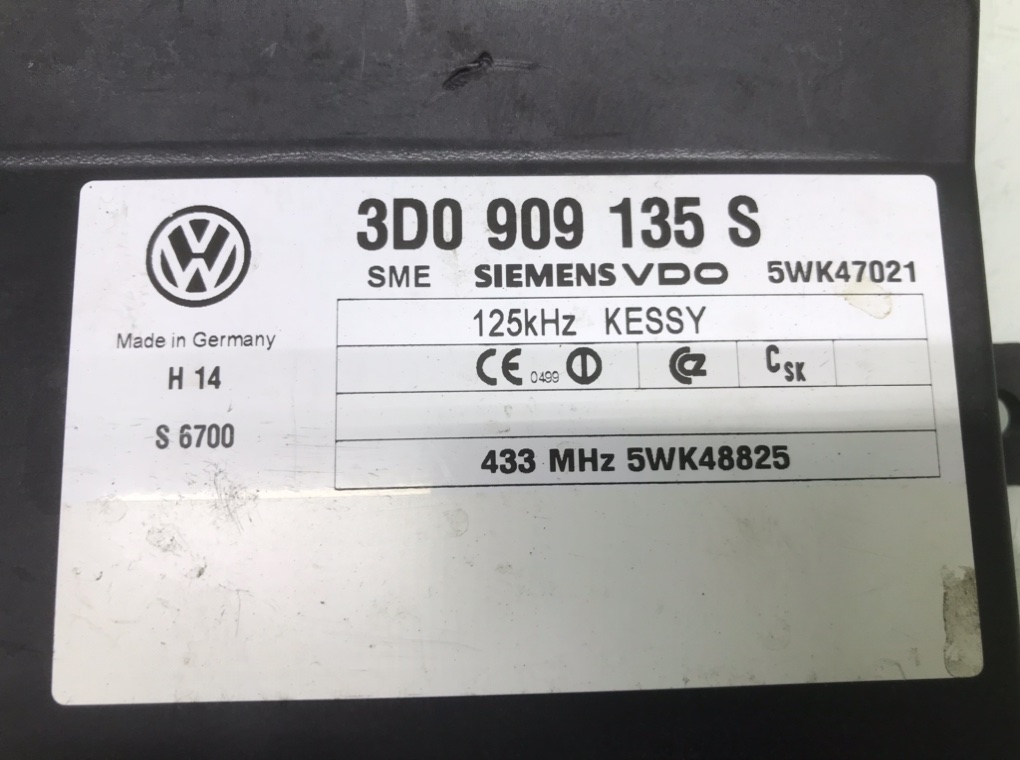 3D0 909 135 S
SME SIEMENS VDO 5WK47021
125kHz KESSY
Made in Germany
CE 0499 CZ CSK
H 14
S 6700
433 MHz 5WK48825